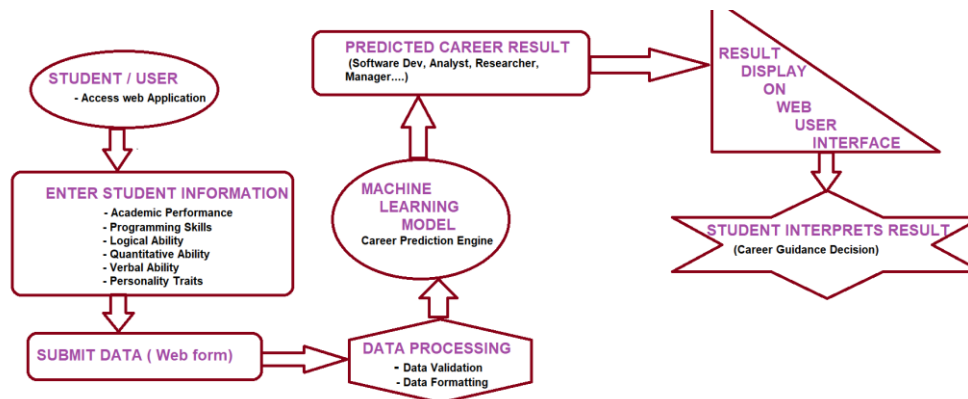 STUDENT / USER
- Access web Application
ENTER STUDENT INFORMATION
- Academic Performance
- Programming Skills
- Logical Ability
- Quantitative Ability
- Verbal Ability
- Personality Traits
SUBMIT DATA ( Web form)
DATA PROCESSING
- Data Validation
- Data Formatting
MACHINE
LEARNING
MODEL
Career Prediction Engine
PREDICTED CAREER RESULT
(Software Dev, Analyst, Researcher,
Manager....)
RESULT
DISPLAY
ON
WEB
USER
INTERFACE
STUDENT INTERPRETS RESULT
(Career Guidance Decision)